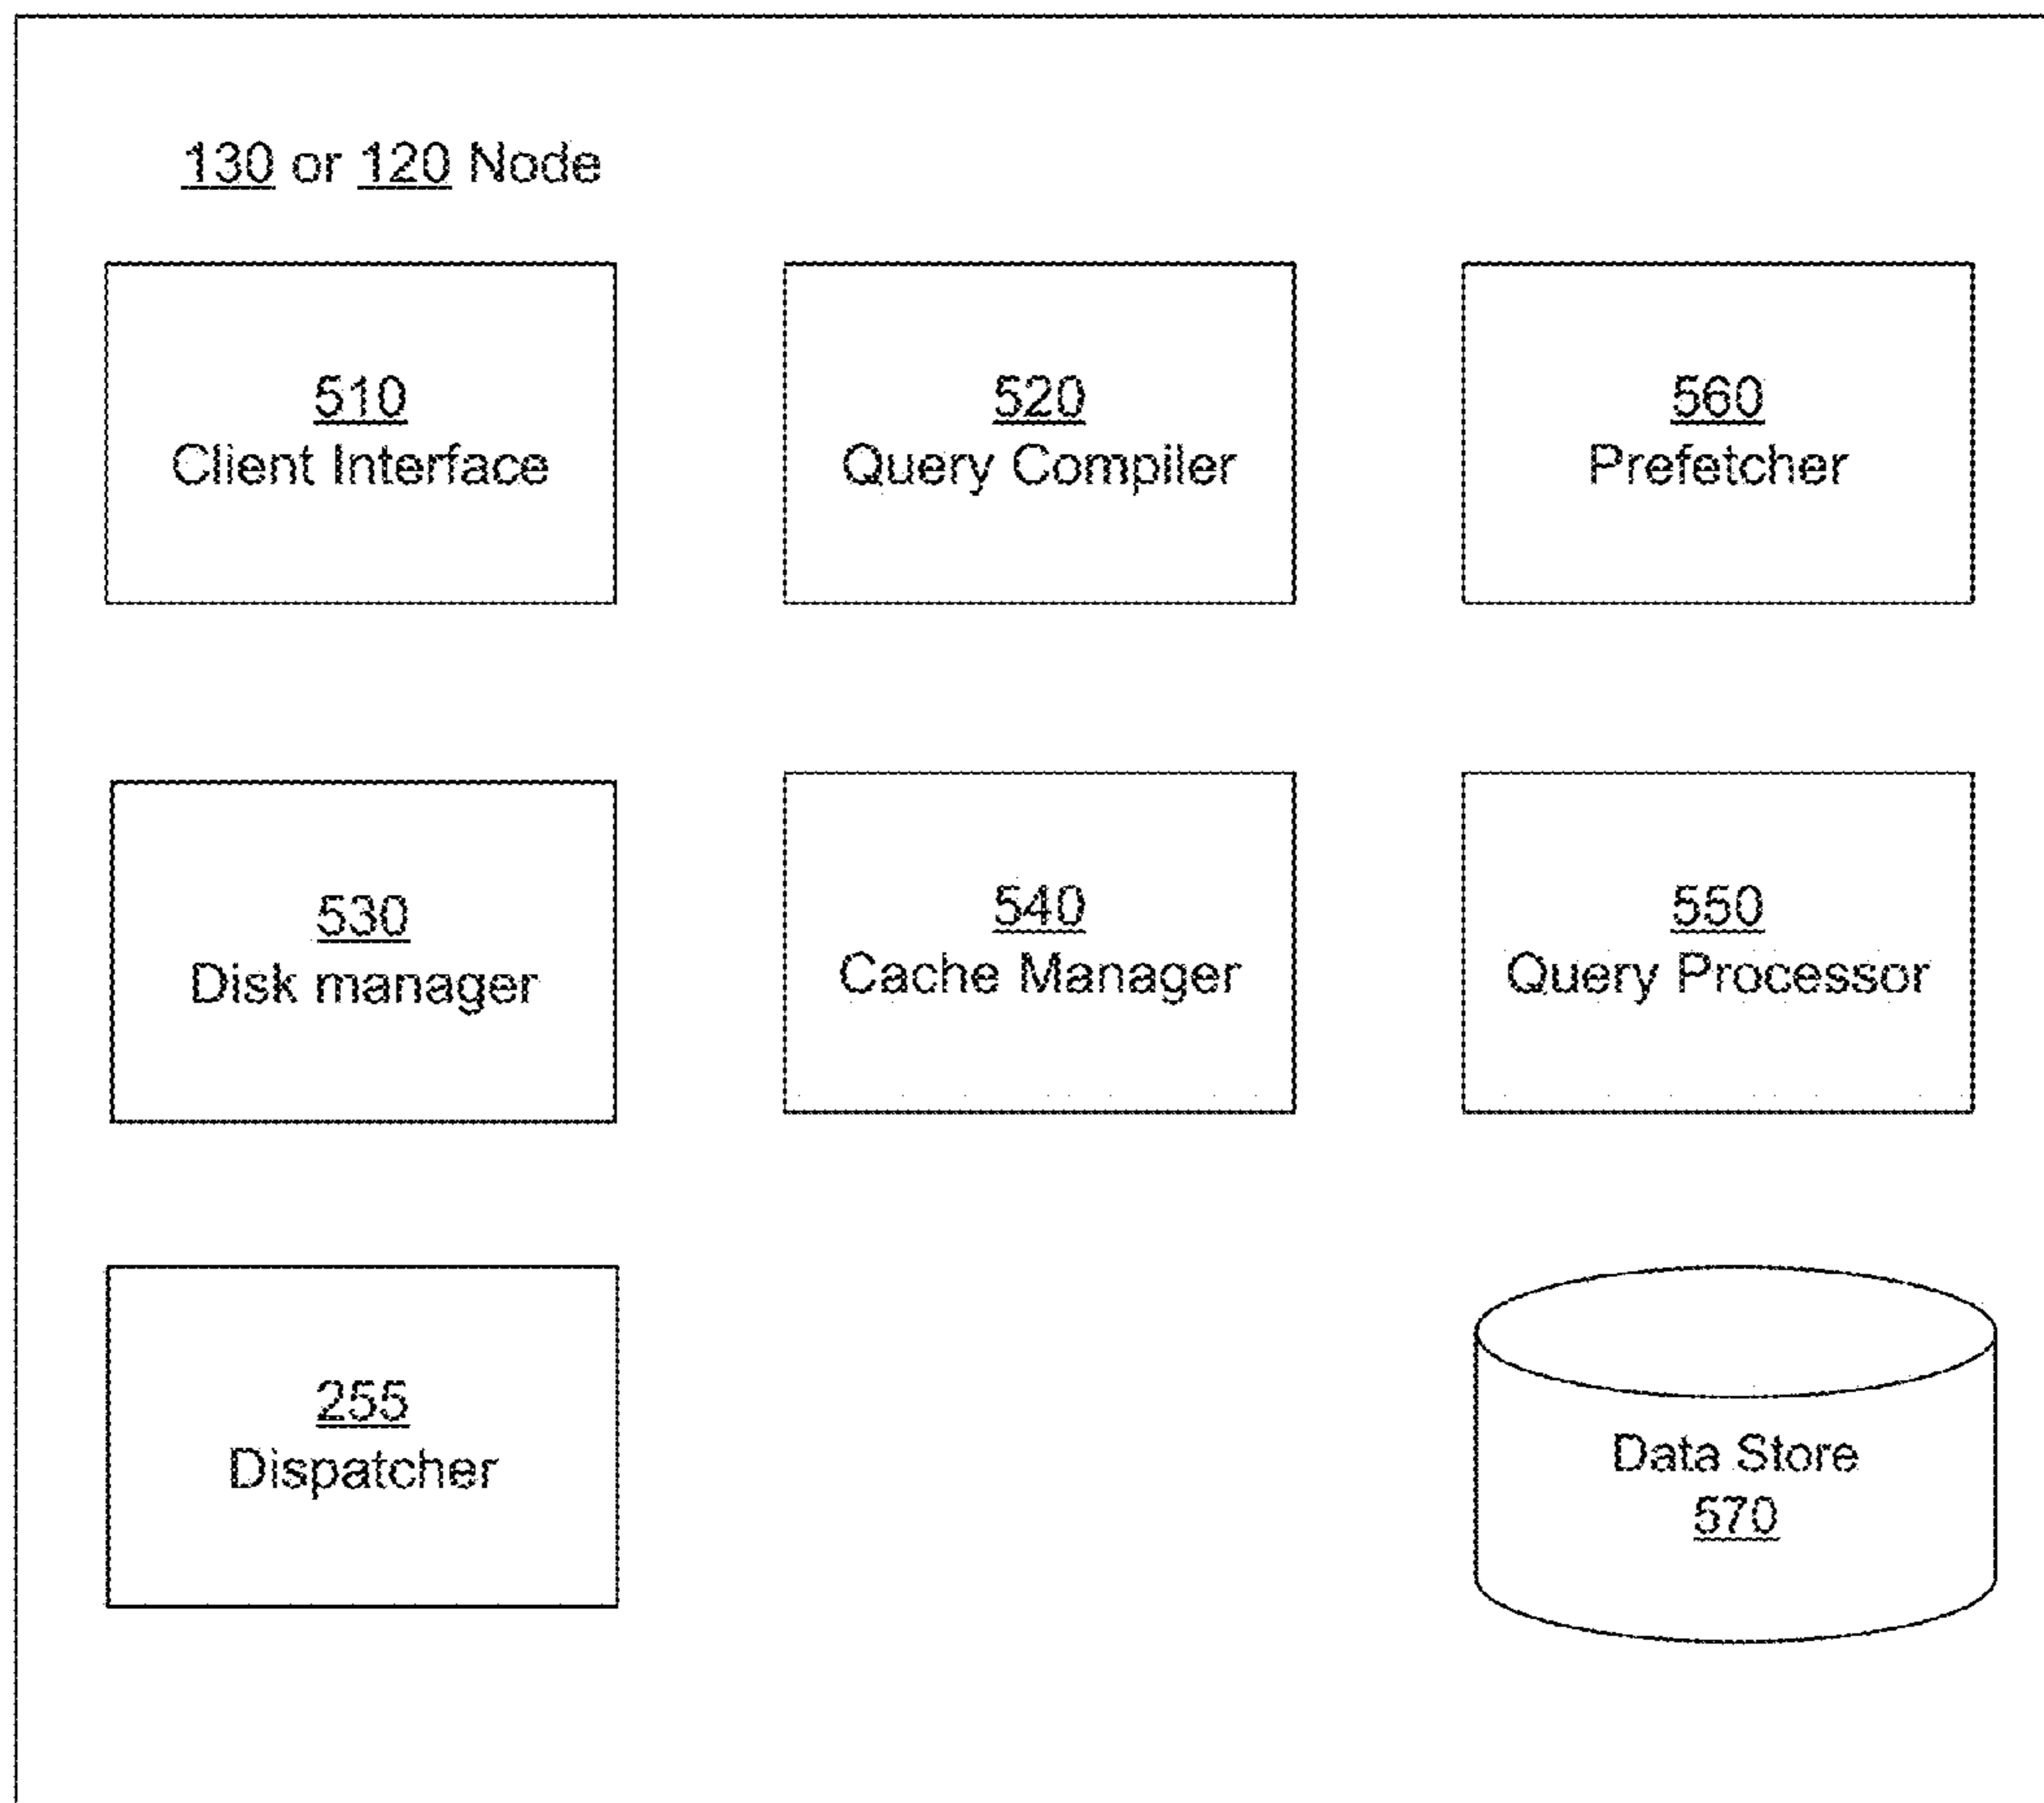 130 or 120 Node
510
Client Interface
520
Query Compiler
560
Prefetcher
530
Disk manager
540
Cache Manager
550
Query Processor
255
Dispatcher
Data Store
570